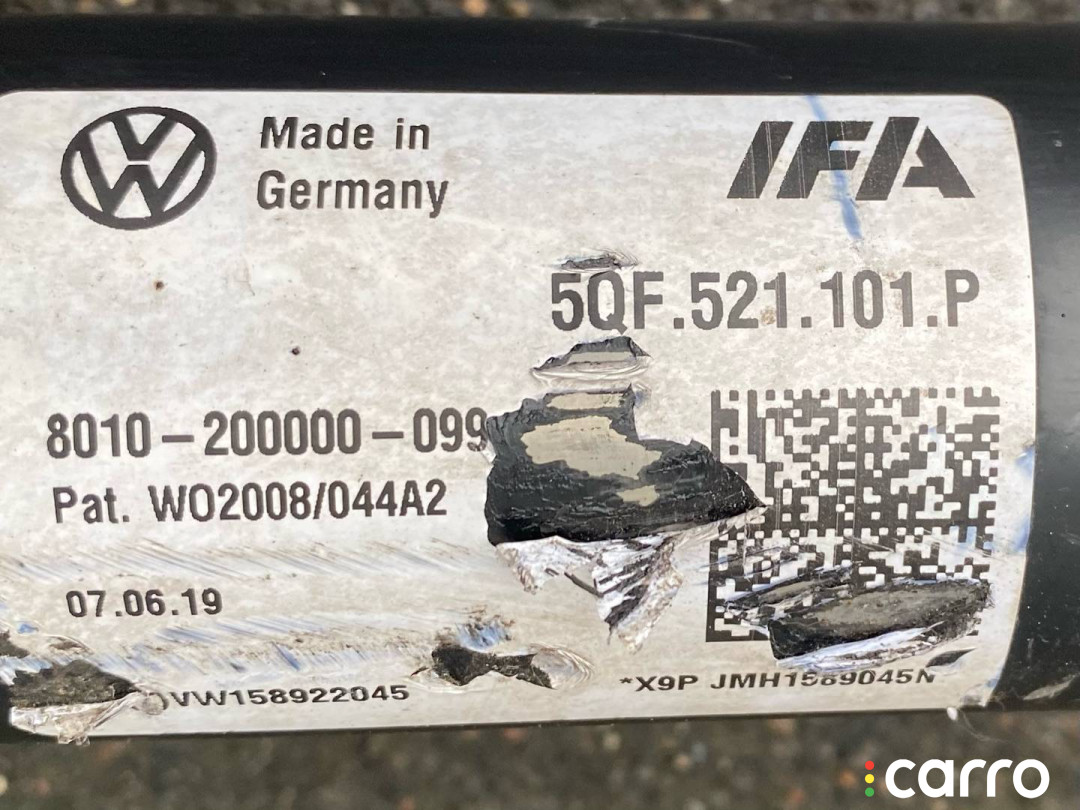 Made in
Germany
IFA
5QF.521.101.P
8010-200000-099
Pat. WO2008/044A2
07.06.19
VW158922045
*X9P JMH1589045N
carro